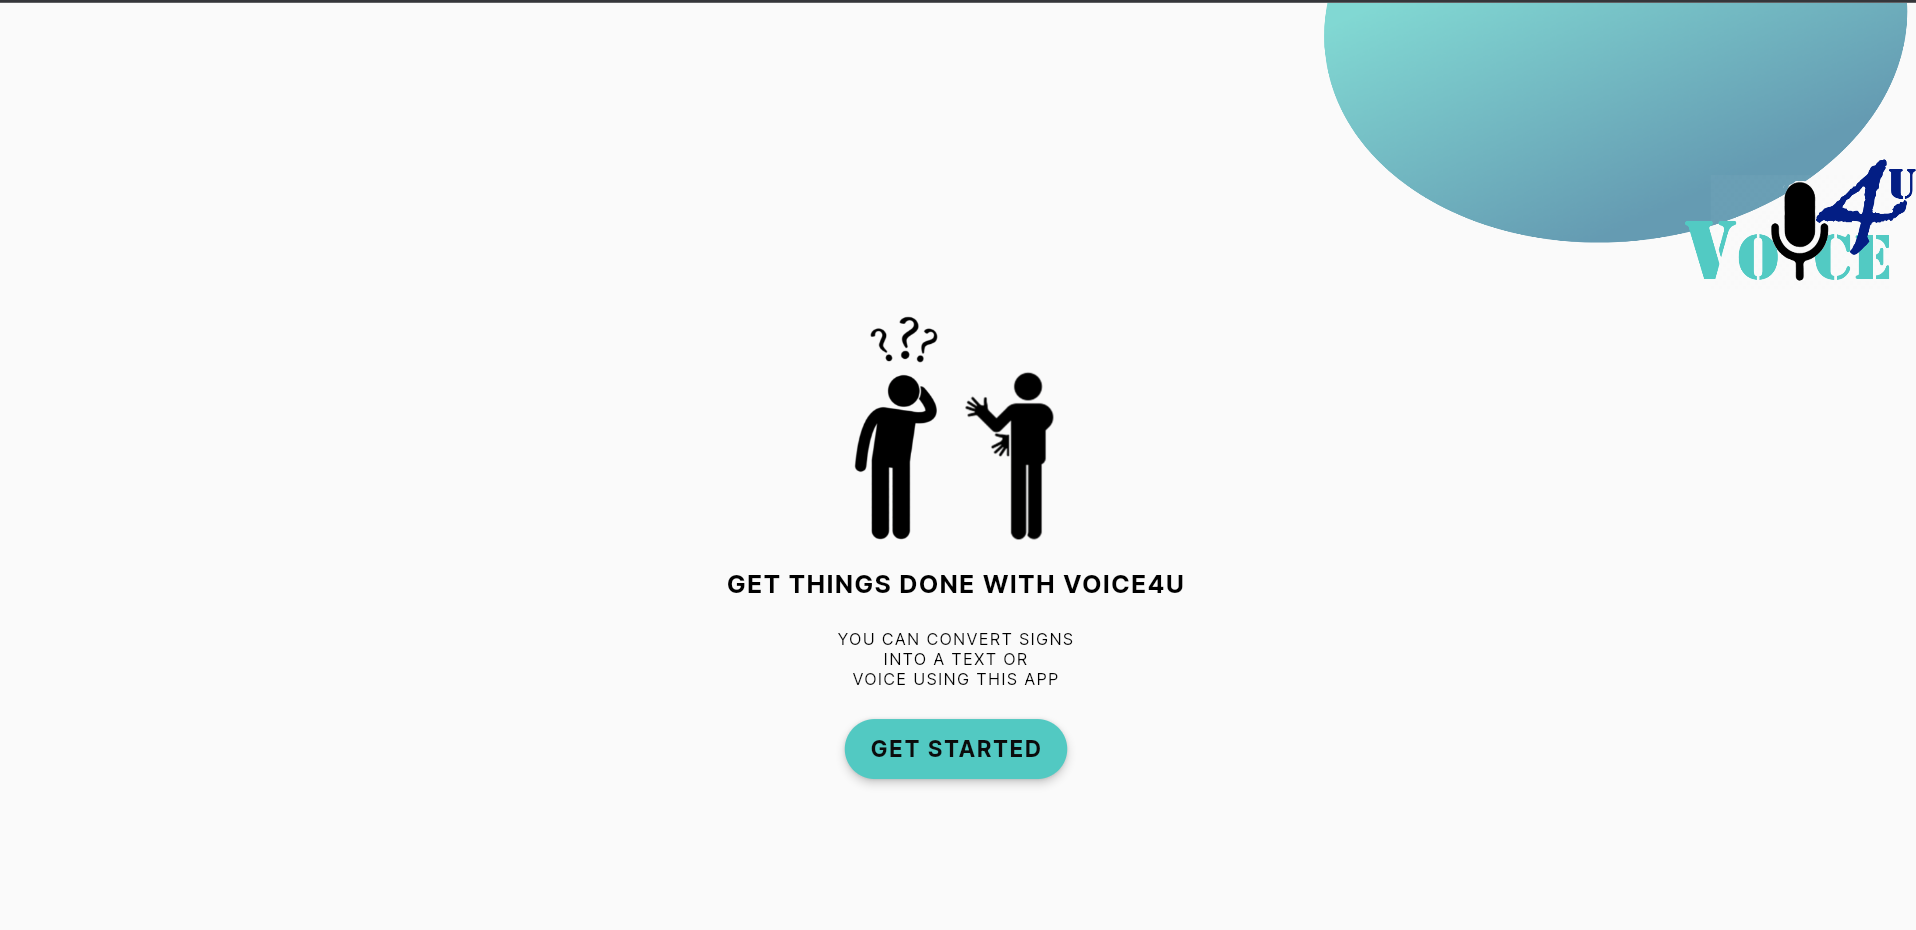 4U
VOICE
???
GET THINGS DONE WITH VOICE4U
YOU CAN CONVERT SIGNS
INTO A TEXT OR
VOICE USING THIS APP
GET STARTED